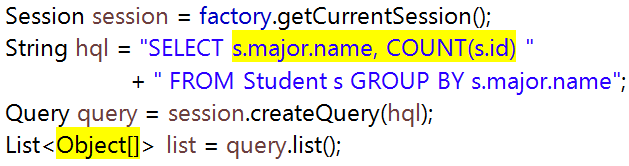 Session session = factory.getCurrentSession();
String hql = "SELECT s.major.name, COUNT(s.id) "
+ " FROM Student s GROUP BY s.major.name";
Query query = session.createQuery(hql);
List<Object[]> list = query.list();